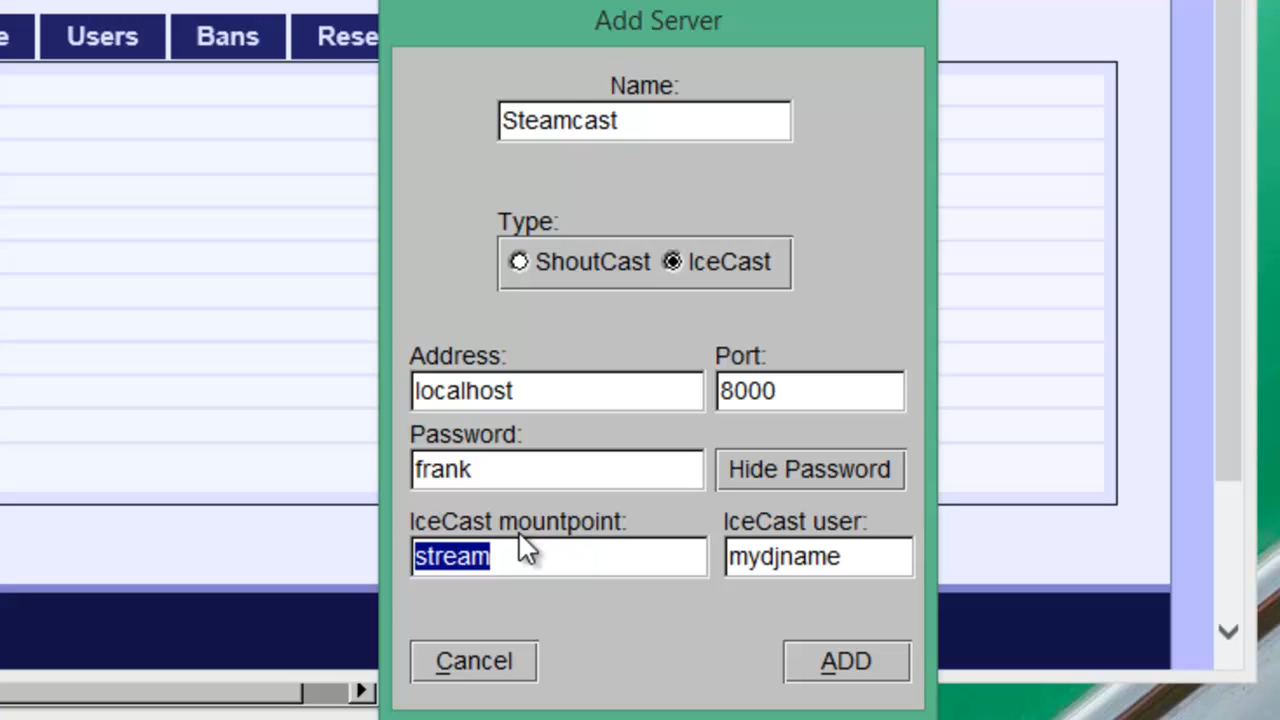 Add Server
e Users Bans Rese
Name:
Steamcast
Type:
ShoutCast IceCast
Address: Port:
localhost 8000
Password:
frank Hide Password
IceCast mountpoint: IceCast user:
stream mydjname
Cancel ADD